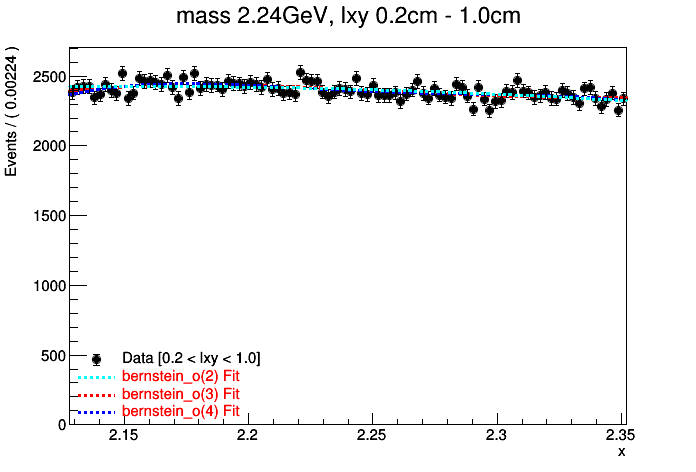 mass 2.24GeV, lxy 0.2cm - 1.0cm
Events / ( 0.00224 )
2500
2000
1500
1000
500
0
Data [0.2 < lxy < 1.0]
bernstein_o(2) Fit
bernstein_o(3) Fit
bernstein_o(4) Fit
2.15
2.2
2.25
2.3
2.35
x